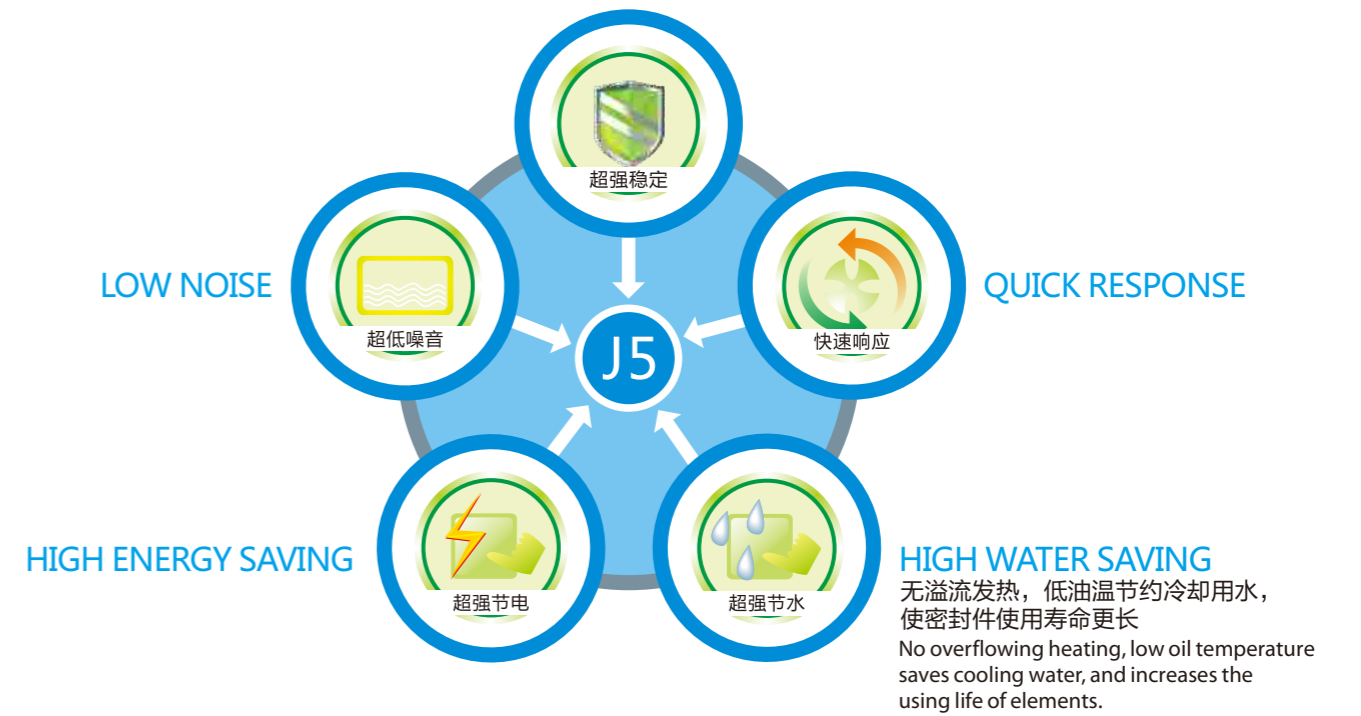 超强稳定
LOW NOISE
超低噪音
J5
快速响应
QUICK RESPONSE
HIGH ENERGY SAVING
超强节电
超强节水
HIGH WATER SAVING
无溢流发热，低油温节约冷却用水，
使密封件使用寿命更长
No overflowing heating, low oil temperature
saves cooling water, and increases the
using life of elements.